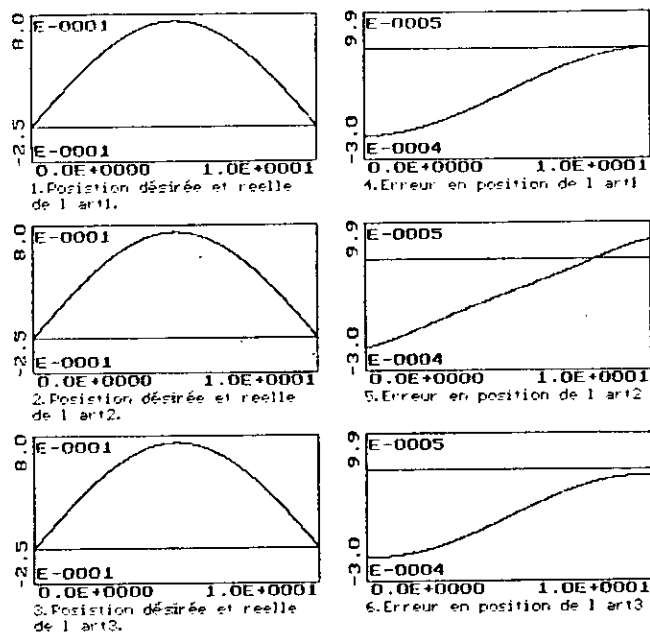 8.0
E-0001
-2.5
E-0001
0.0E+0000 1.0E+0001
1.Posistion désirée et reelle
de l art1.
9.9
E-0005
-3.0
E-0004
0.0E+0000 1.0E+0001
4.Erreur en position de l art1
8.0
E-0001
-2.5
E-0001
0.0E+0000 1.0E+0001
2.Posistion désirée et reelle
de l art2.
9.9
E-0005
-3.0
E-0004
0.0E+0000 1.0E+0001
5.Erreur en position de l art2
8.0
E-0001
-2.5
E-0001
0.0E+0000 1.0E+0001
3.Posistion désirée et reelle
de l art3.
9.9
E-0005
-3.0
E-0004
0.0E+0000 1.0E+0001
6.Erreur en position de l art3